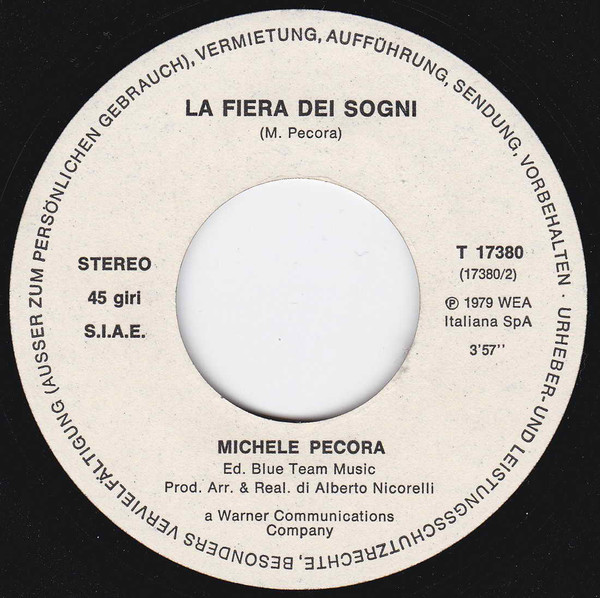 URHEBER- UND LEISTUNGSSCHUTZRECHTE, BESONDERS VERVIELFÄLTIGUNG (AUSSER ZUM PERSÖNLICHEN GEBRAUCH), VERMIETUNG, AUFFÜHRUNG, SENDUNG, VORBEHALTEN ·
LA FIERA DEI SOGNI
(M. Pecora)
STEREO
45 giri
S.I.A.E.
T 17380
(17380/2)
℗ 1979 WEA
Italiana SpA
3'57''
MICHELE PECORA
Ed. Blue Team Music
Prod. Arr. & Real. di Alberto Nicorelli
a Warner Communications
Company